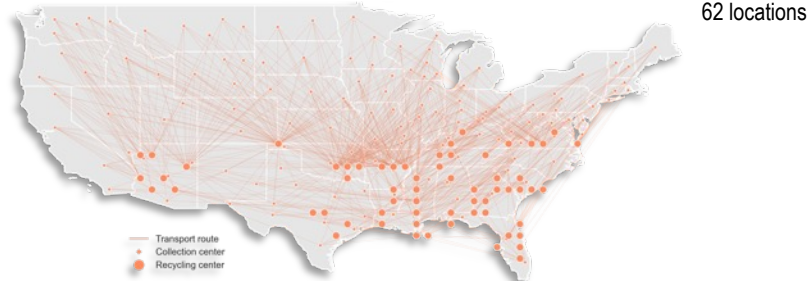 62 locations
Transport route
Collection center
Recycling center